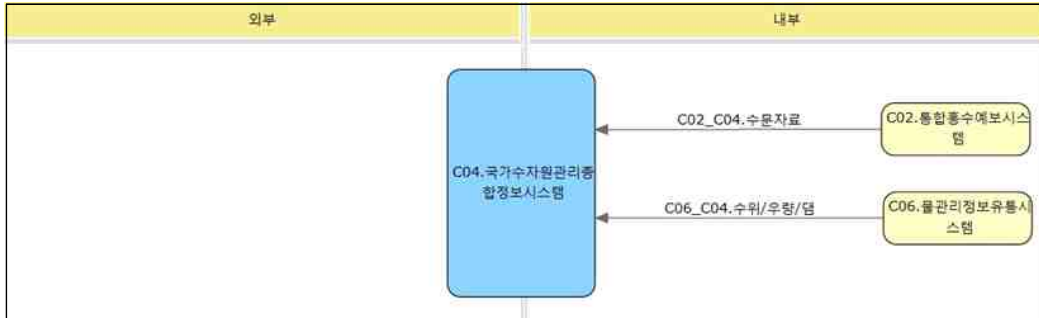 외부
내부
C02_C04.수문자료
C02.통합홍수예보시스
템
C04.국가수자원관리종
합정보시스템
C06_C04.수위/우량/댐
C06.물관리정보유통시
스템